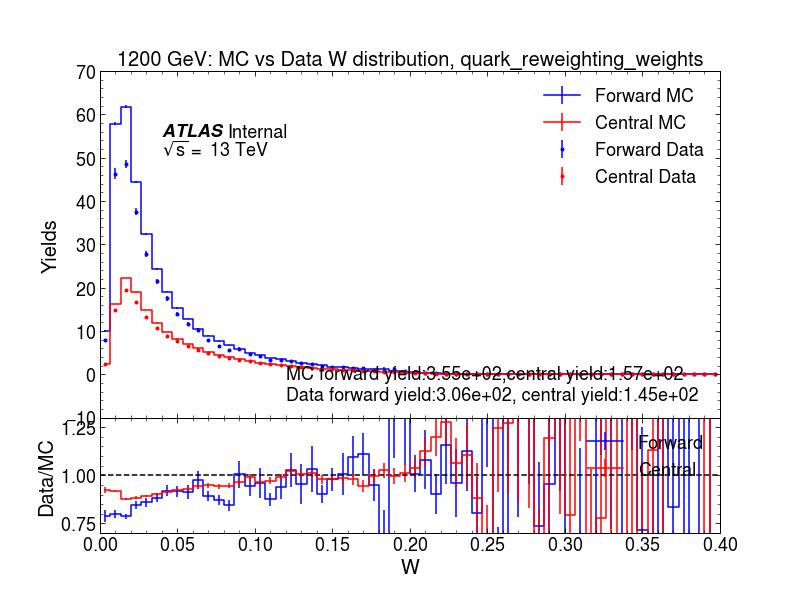 1200 GeV: MC vs Data W distribution, quark_reweighting_weights
70
60
50
40
30
20
10
0
10
Yields
ATLAS Internal
√s = 13 TeV
Forward MC
Central MC
Forward Data
Central Data
MC forward yield:3.55e+02,central yield:1.57e+02
Data forward yield:3.06e+02, central yield:1.45e+02
1.25
1.00
0.75
Data/MC
Forward
Central
0.00 0.05 0.10 0.15 0.20 0.25 0.30 0.35 0.40
W